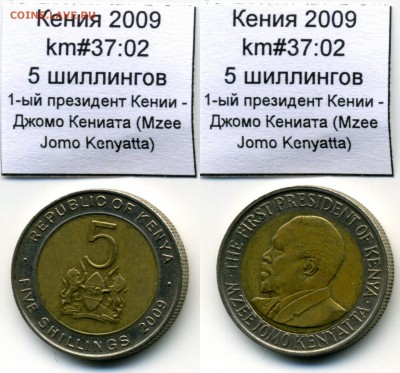 COINS.LAVE.RU
Кения 2009
km#37:02
5 шиллингов
1-ый президент Кении -
Джомо Кениата (Mzee
Jomo Kenyatta)
Кения 2009
km#37:02
5 шиллингов
1-ый президент Кении -
Джомо Кениата (Mzee
Jomo Kenyatta)
REPUBLIC OF KENYA
5
FIVE SHILLINGS 2009
THE FIRST PRESIDENT OF KENYA
MZEE JOMO KENYATTA